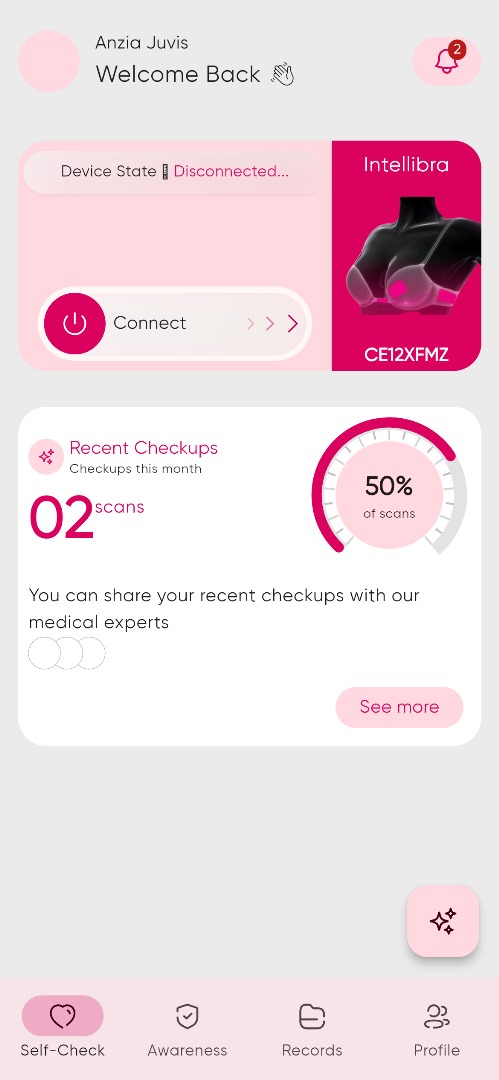 Anzia Juvis
Welcome Back 👋
2
Device State Disconnected...
Connect
Intellibra
CE12XFMZ
Recent Checkups
Checkups this month
02 scans
50%
of scans
You can share your recent checkups with our
medical experts
See more
Self-Check
Awareness
Records
Profile